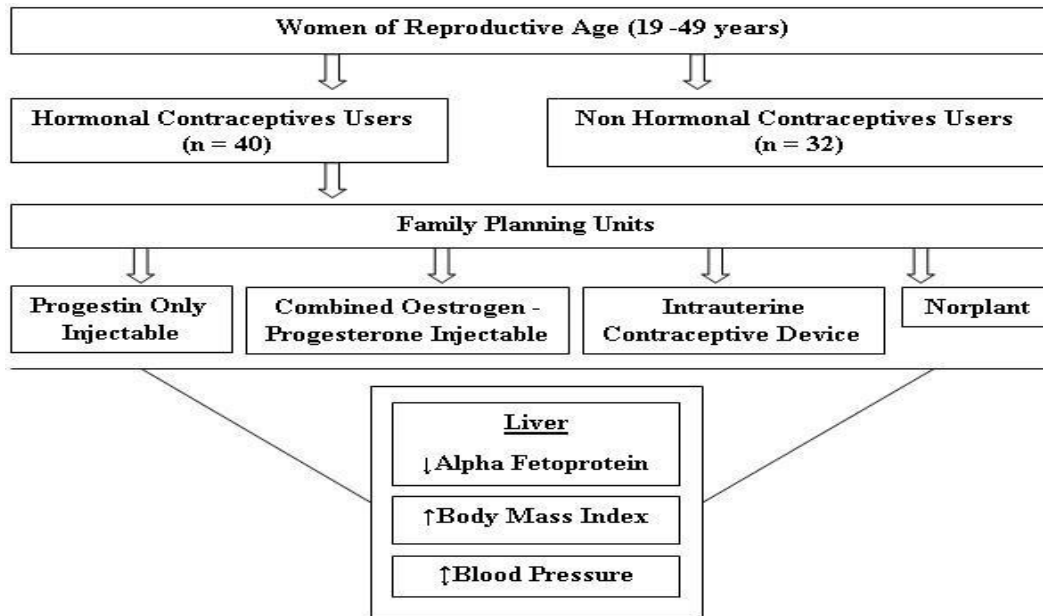 Women of Reproductive Age (19 -49 years)
Hormonal Contraceptives Users
(n = 40)
Non Hormonal Contraceptives Users
(n = 32)
Family Planning Units
Progestin Only
Injectable
Combined Oestrogen -
Progesterone Injectable
Intrauterine
Contraceptive Device
Norplant
Liver
↓Alpha Fetoprotein
↑Body Mass Index
↑Blood Pressure